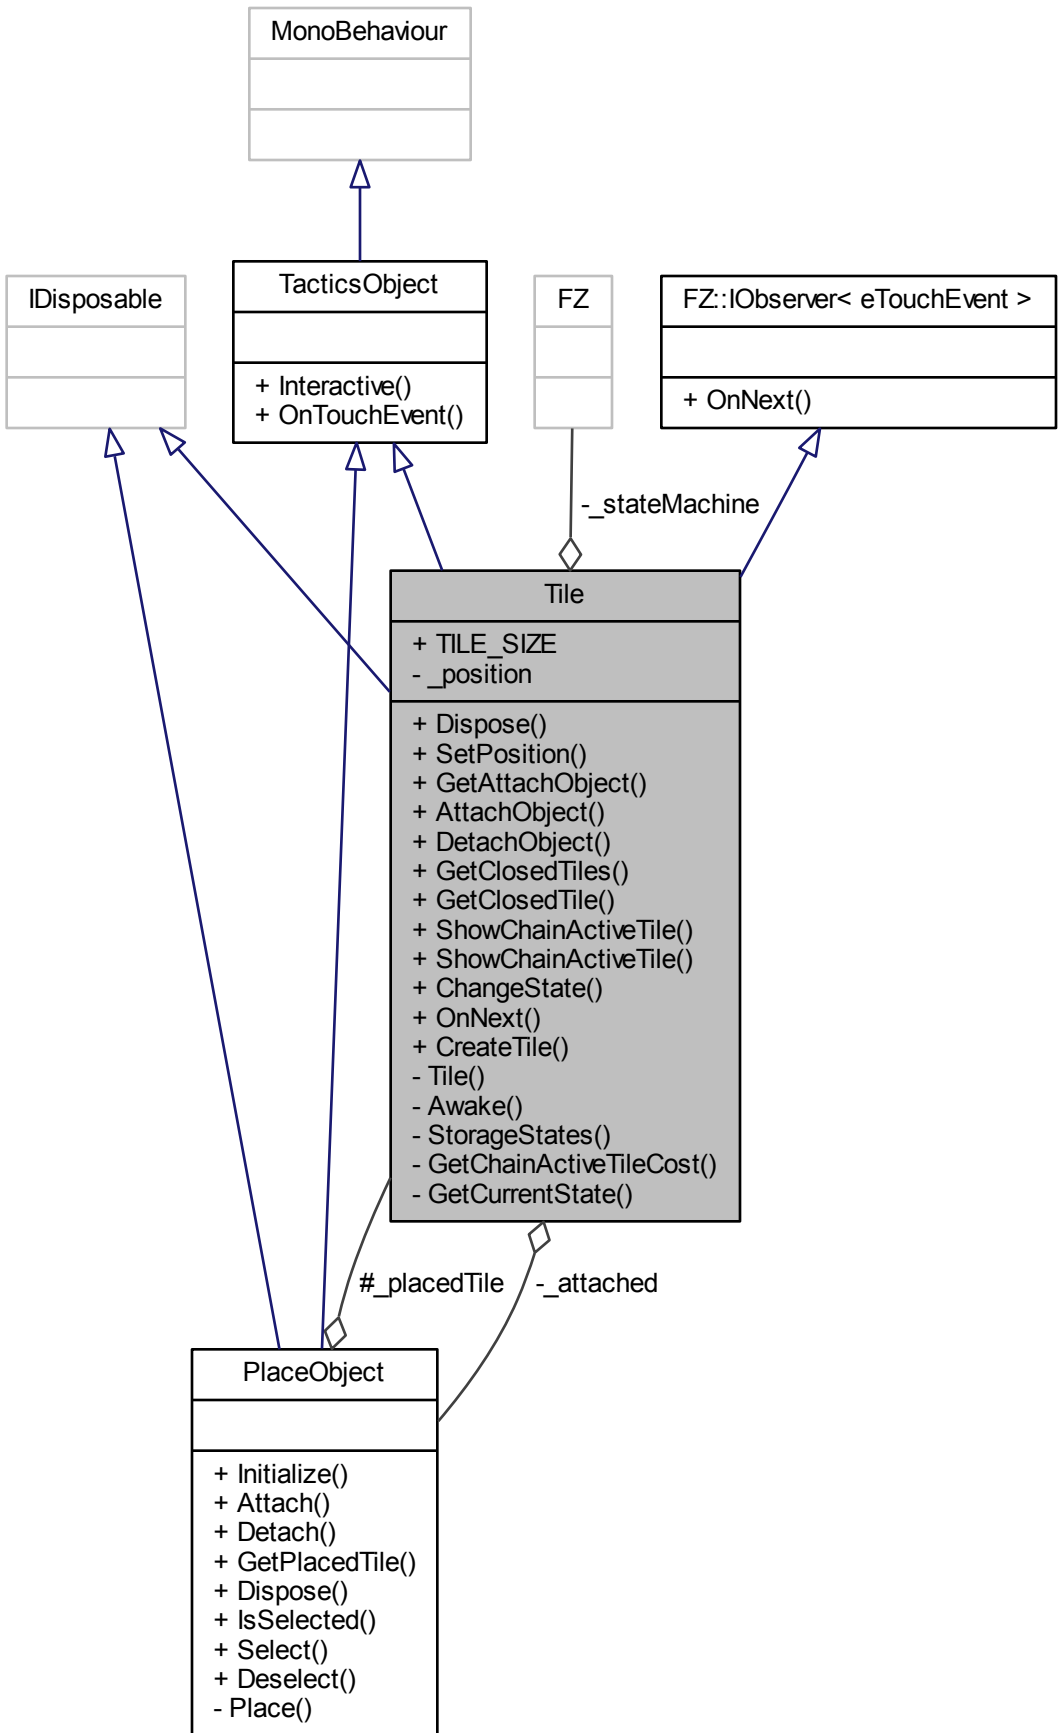 MonoBehaviour
IDisposable
TacticsObject
+ Interactive()
+ OnTouchEvent()
FZ
FZ::IObserver< eTouchEvent >
+ OnNext()
-_stateMachine
Tile
+ TILE_SIZE
- _position
+ Dispose()
+ SetPosition()
+ GetAttachObject()
+ AttachObject()
+ DetachObject()
+ GetClosedTiles()
+ GetClosedTile()
+ ShowChainActiveTile()
+ ShowChainActiveTile()
+ ChangeState()
+ OnNext()
+ CreateTile()
- Tile()
- Awake()
- StorageStates()
- GetChainActiveTileCost()
- GetCurrentState()
#_placedTile
-_attached
PlaceObject
+ Initialize()
+ Attach()
+ Detach()
+ GetPlacedTile()
+ Dispose()
+ IsSelected()
+ Select()
+ Deselect()
- Place()